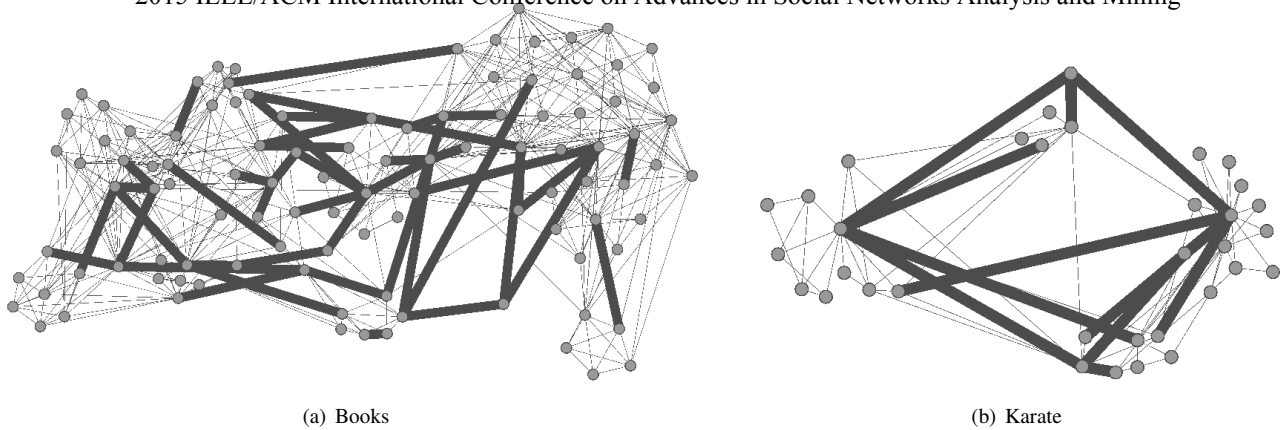 2015 IEEE/ACM International Conference on Advances in Social Networks Analysis and Mining
(a) Books
(b) Karate